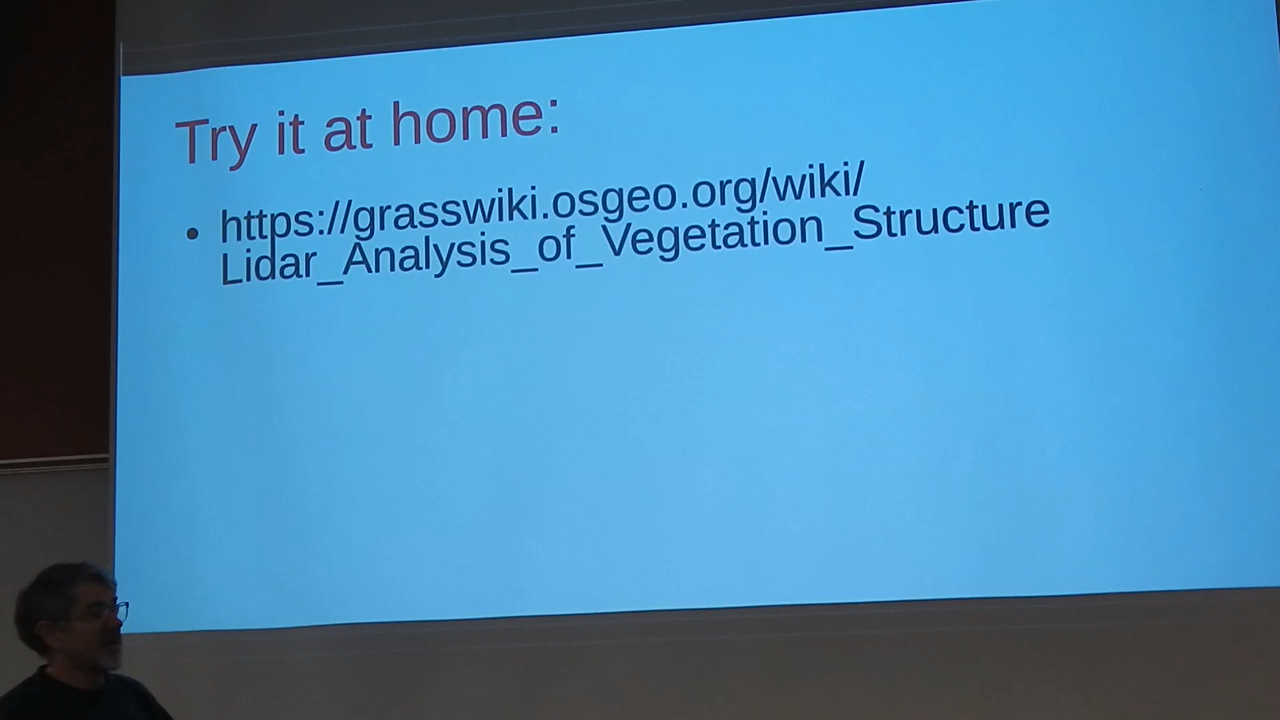 Try it at home:
• https://grasswiki.osgeo.org/wiki/
Lidar_Analysis_of_Vegetation_Structure